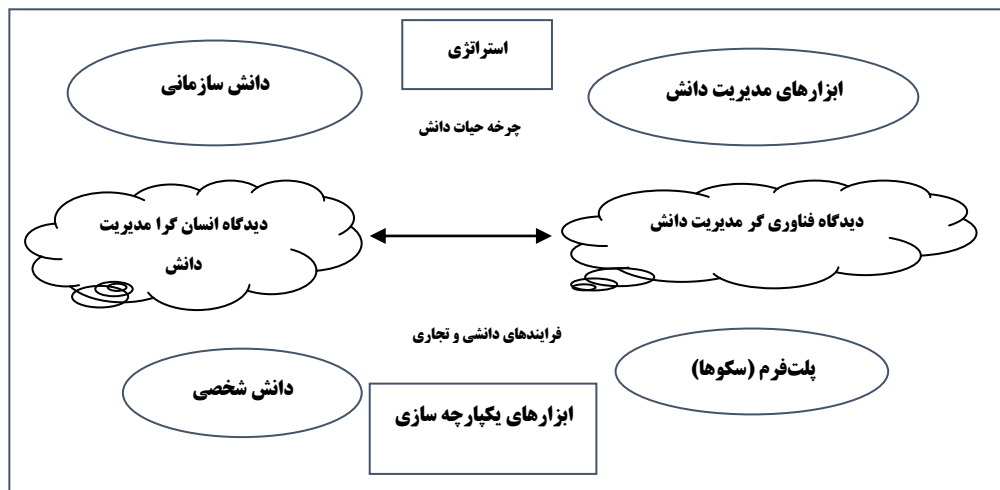 استراتژی
ابزارهای مدیریت دانش
دانش سازمانی
چرخه حیات دانش
دیدگاه فناوری گر مدیریت دانش
دیدگاه انسان گرا مدیریت
دانش
فرایندهای دانشی و تجاری
پلت‌فرم (سکوها)
دانش شخصی
ابزارهای یکپارچه سازی